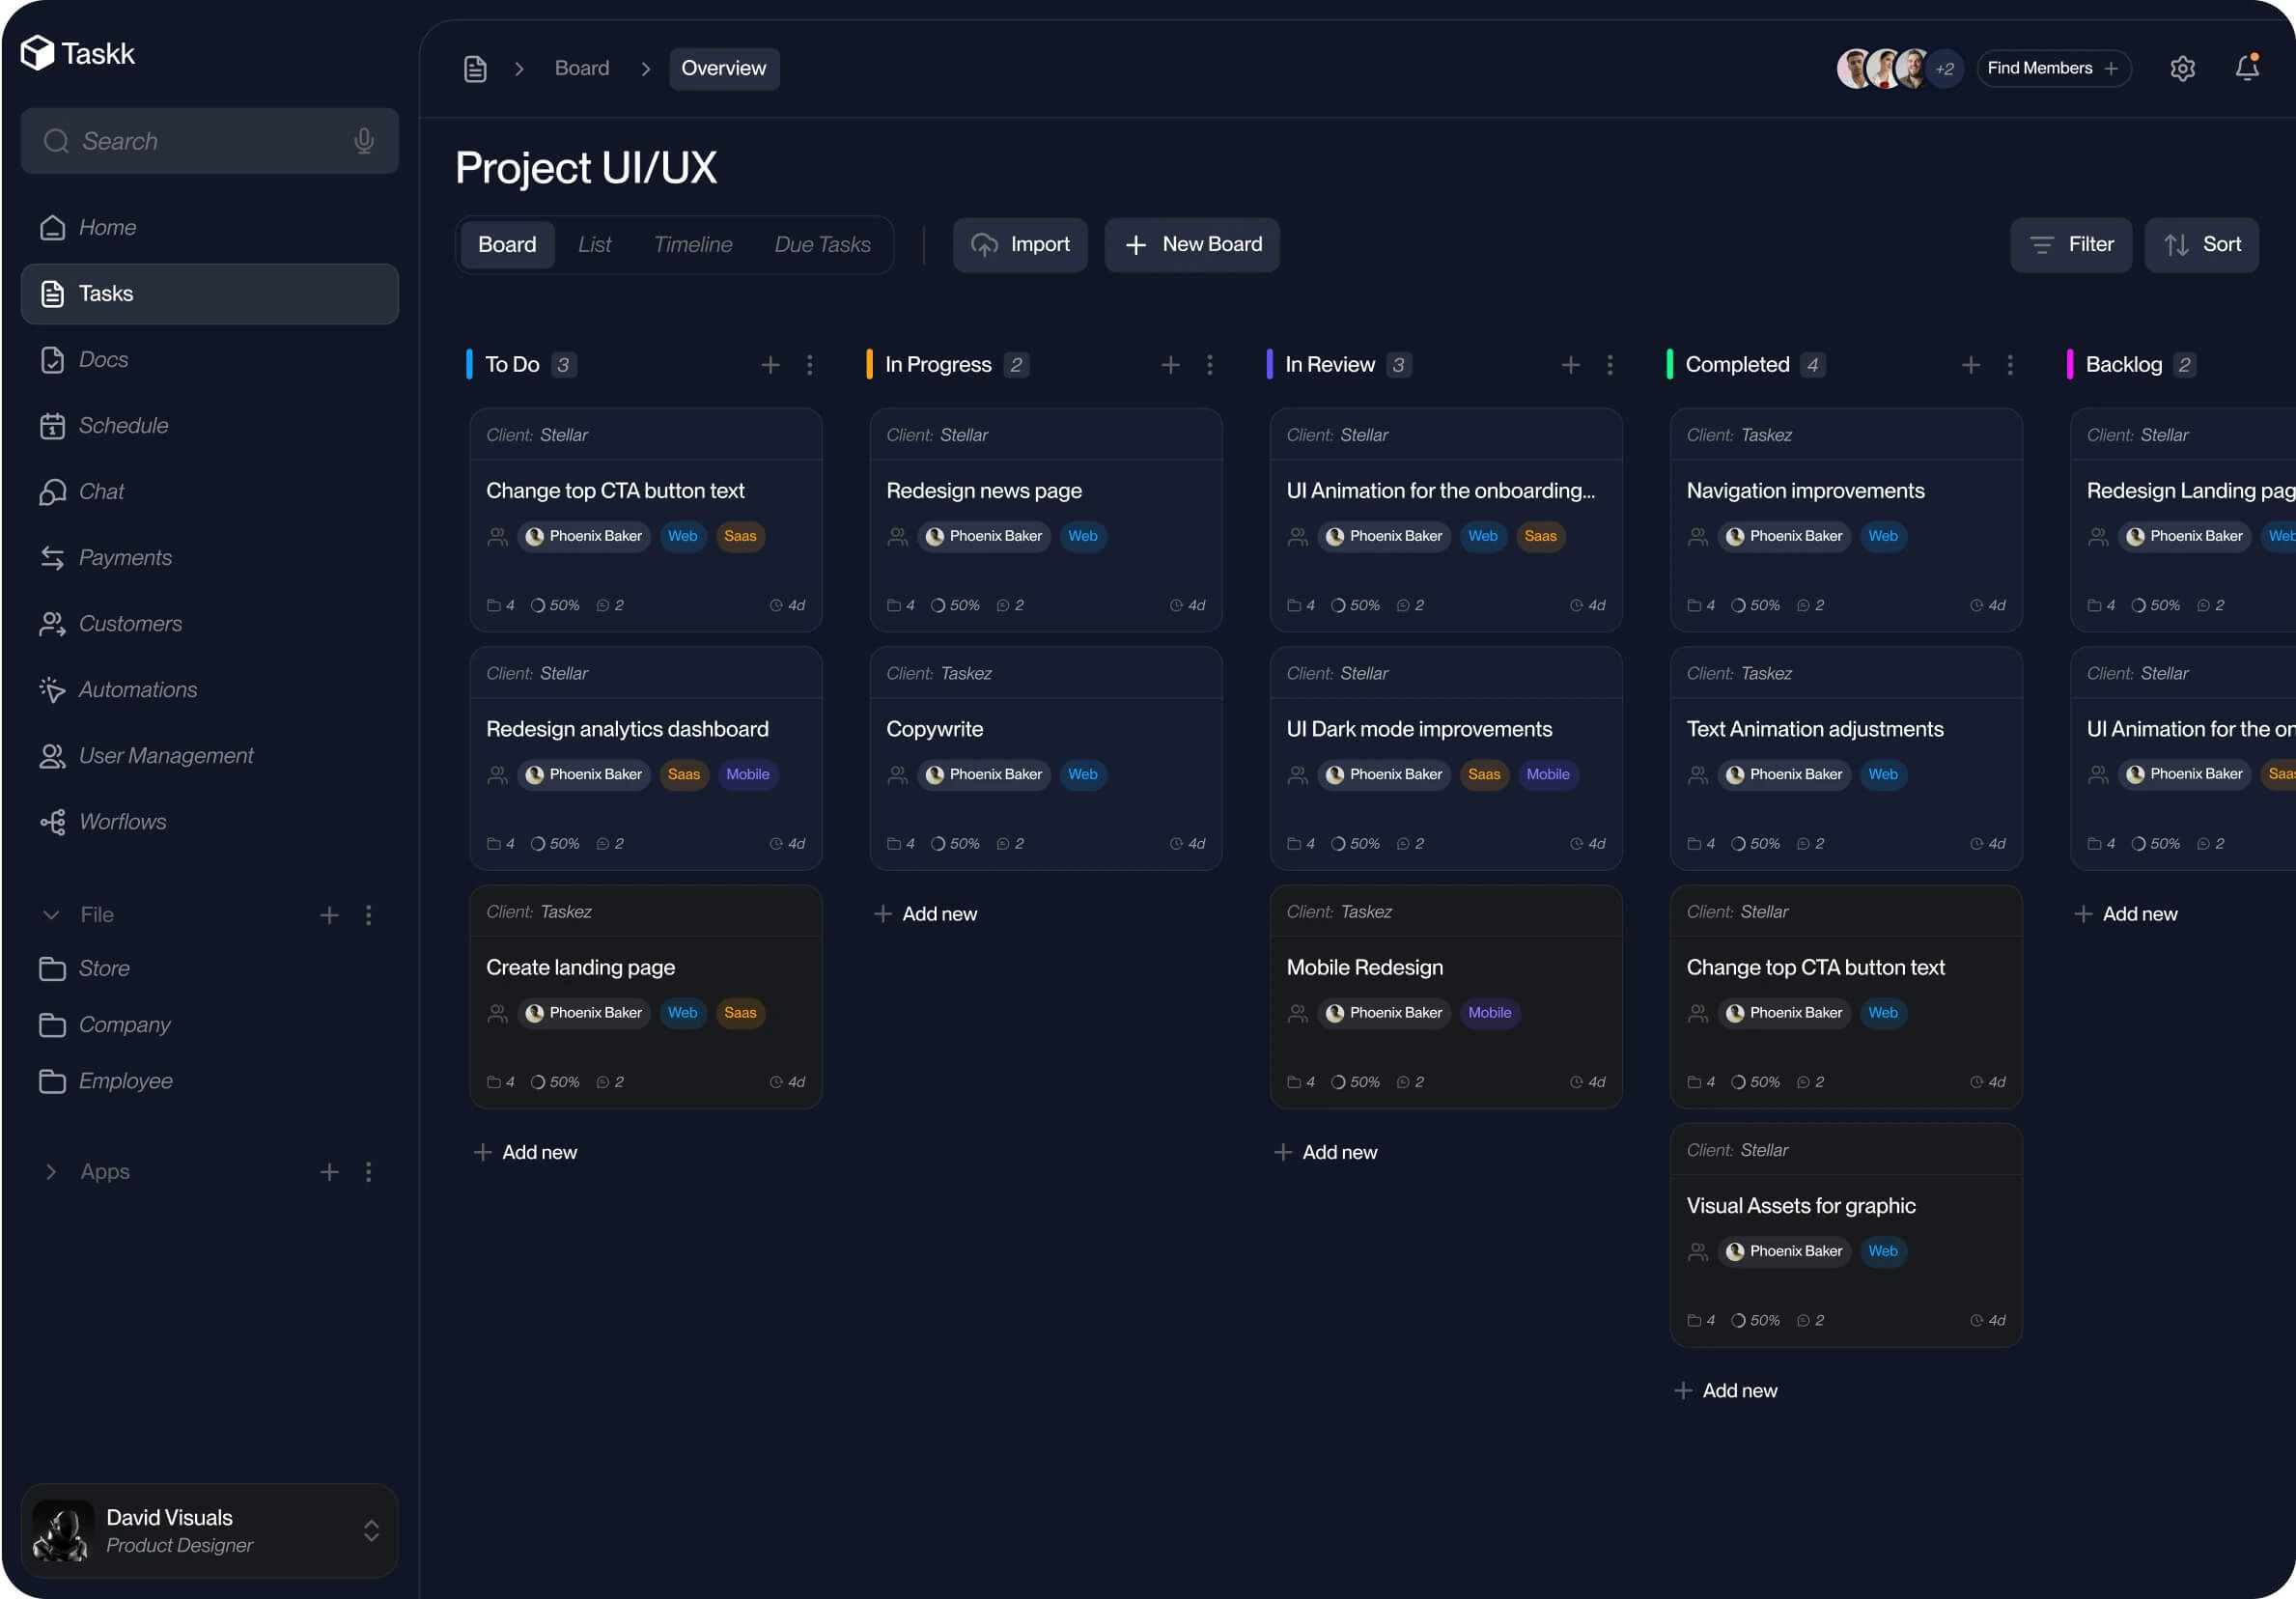 Taskk
Search
Home
Tasks
Docs
1
Schedule
Chat
Payments
Customers
Automations
User Management
Worflows
File
Store
Company
Employee
Apps
David Visuals
Product Designer
Board
Overview
+2
Find Members
Project UI/UX
Board
List
Timeline
Due Tasks
Import
New Board
Filter
Sort
To Do 3
Client: Stellar
Change top CTA button text
Phoenix Baker Web Saas
4 50% 2 4d
Client: Stellar
Redesign analytics dashboard
Phoenix Baker Saas Mobile
4 50% 2 4d
Client: Taskez
Create landing page
Phoenix Baker Web Saas
4 50% 2 4d
Add new
In Progress 2
Client: Stellar
Redesign news page
Phoenix Baker Web
4 50% 2 4d
Client: Taskez
Copywrite
Phoenix Baker Web
4 50% 2 4d
Add new
In Review 3
Client: Stellar
UI Animation for the onboarding...
Phoenix Baker Web Saas
4 50% 2 4d
Client: Stellar
UI Dark mode improvements
Phoenix Baker Saas Mobile
4 50% 2 4d
Client: Taskez
Mobile Redesign
Phoenix Baker Mobile
4 50% 2 4d
Add new
Completed 4
Client: Taskez
Navigation improvements
Phoenix Baker Web
4 50% 2 4d
Client: Taskez
Text Animation adjustments
Phoenix Baker Web
4 50% 2 4d
Client: Stellar
Change top CTA button text
Phoenix Baker Web
4 50% 2 4d
Client: Stellar
Visual Assets for graphic
Phoenix Baker Web
4 50% 2 4d
Add new
Backlog 2
Client: Stellar
Redesign Landing pag
Phoenix Baker Web
4 50% 2
Client: Stellar
UI Animation for the on
Phoenix Baker Saas
4 50% 2
Add new